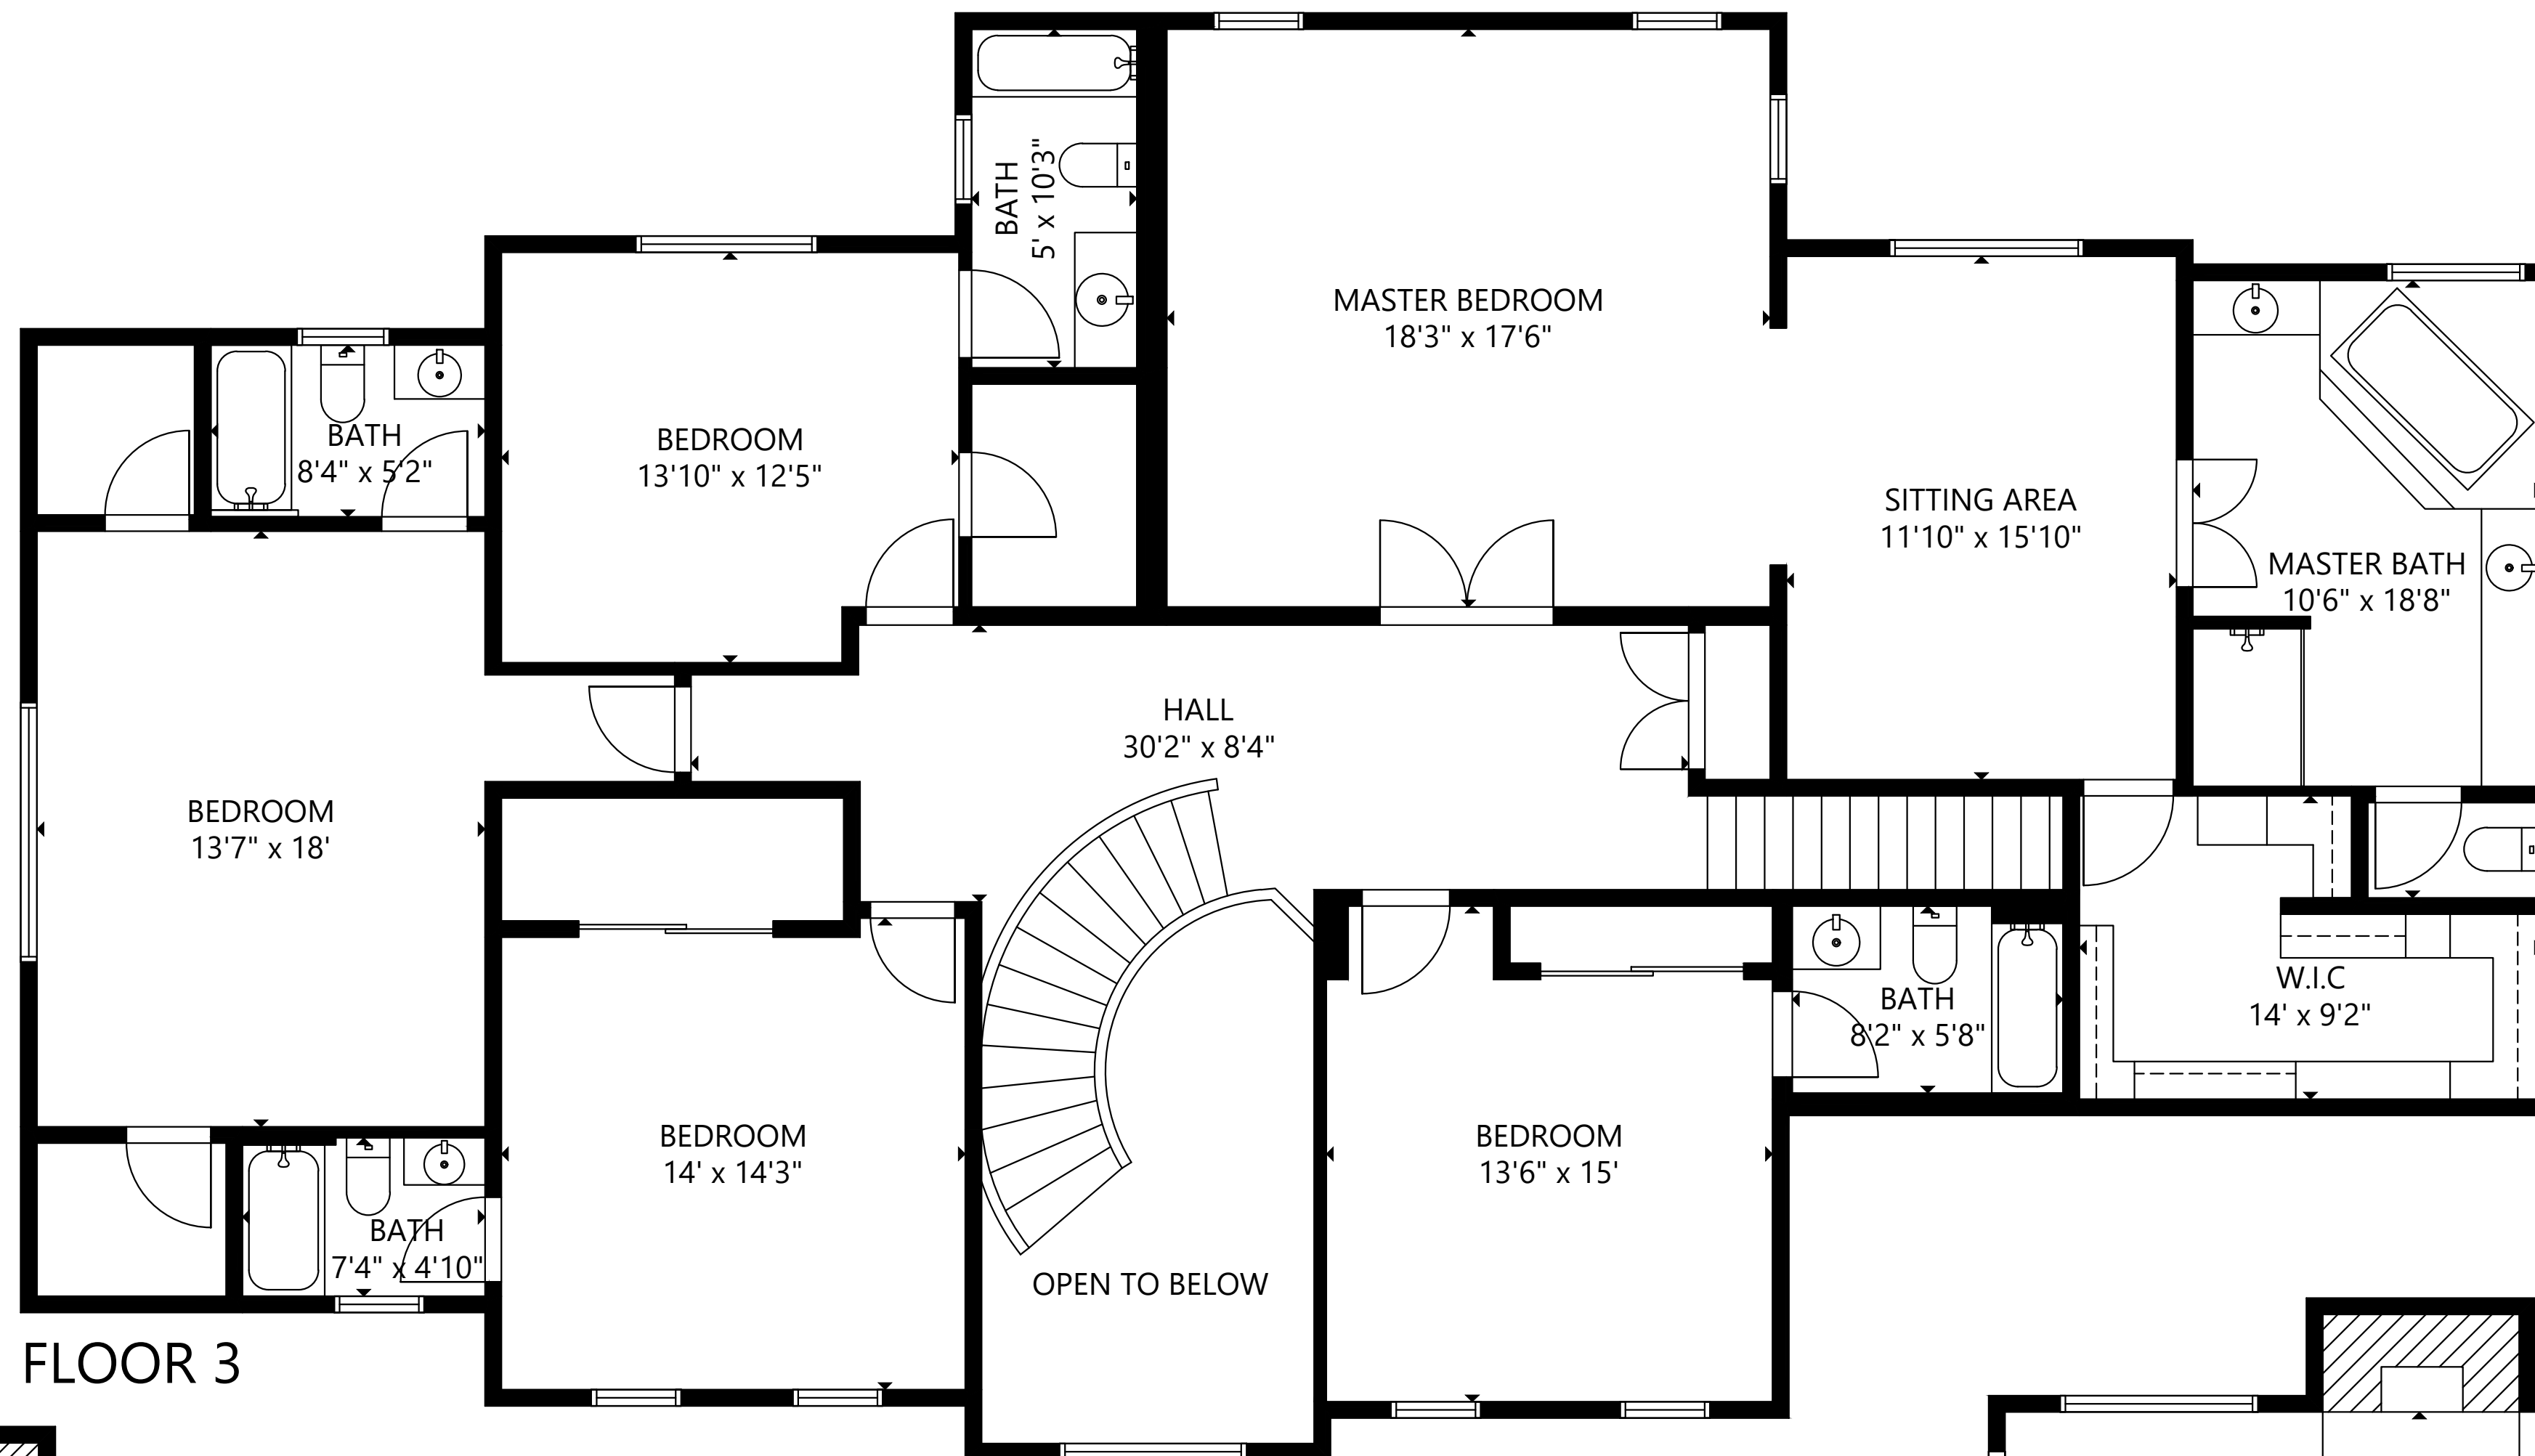 BATH
5' x 10'3"
MASTER BEDROOM
18'3" x 17'6"
BATH
8'4" x 5'2"
BEDROOM
13'10" x 12'5"
SITTING AREA
11'10" x 15'10"
MASTER BATH
10'6" x 18'8"
HALL
30'2" x 8'4"
BEDROOM
13'7" x 18'
W.I.C
14' x 9'2"
BATH
8'2" x 5'8"
BEDROOM
14' x 14'3"
BEDROOM
13'6" x 15'
BATH
7'4" x 4'10"
OPEN TO BELOW
FLOOR 3